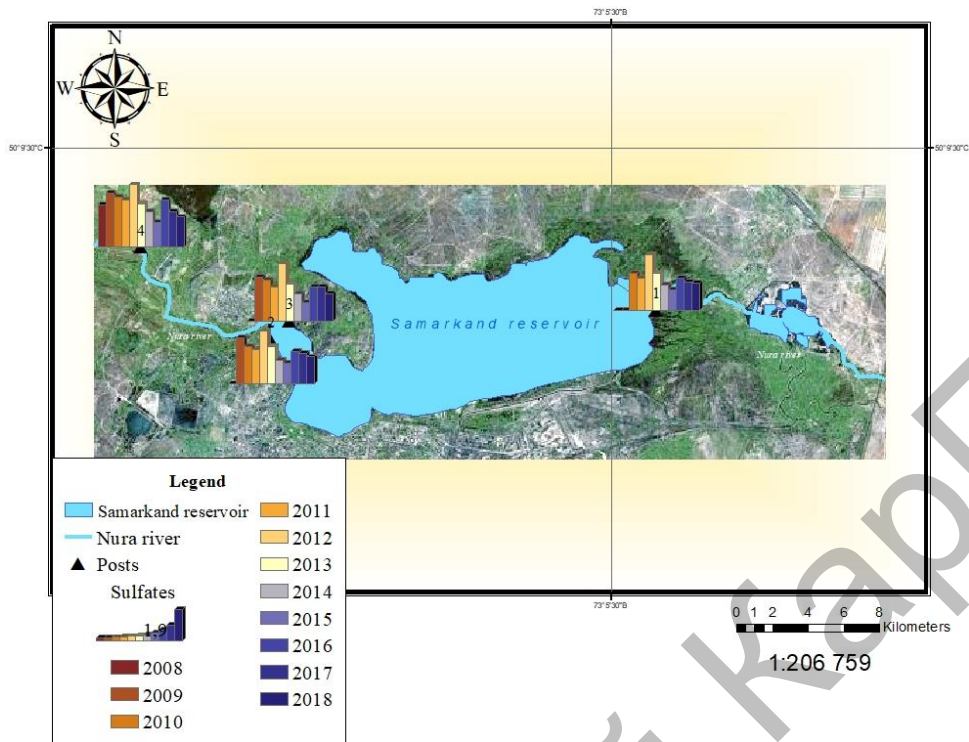 73°5'30"В
N
W E
S
50°9'30"С 50°9'30"С
4
3
2
1
Samarkand reservoir
Nura river
Nura river
Legend
Samarkand reservoir
Nura river
Posts
Sulfates
1.9
2008
2009
2010
2011
2012
2013
2014
2015
2016
2017
2018
73°5'30"В
0 1 2 4 6 8
Kilometers
1:206 759
й КарГ